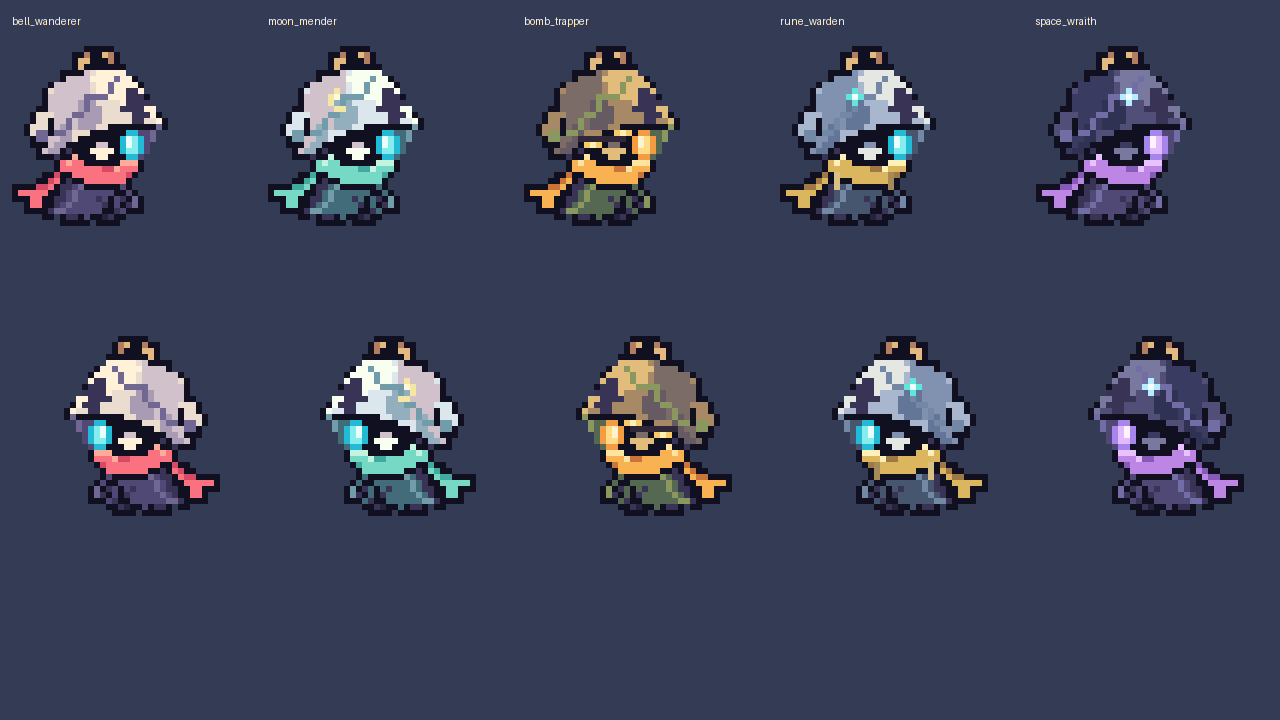 bell_wanderer
moon_mender
bomb_trapper
rune_warden
space_wraith